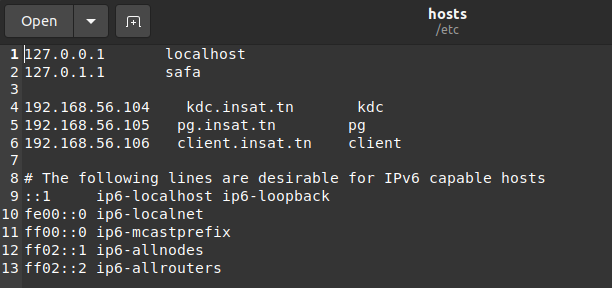 Open
hosts
/etc
1 127.0.0.1 localhost
2 127.0.1.1 safa
3
4 192.168.56.104 kdc.insat.tn kdc
5 192.168.56.105 pg.insat.tn pg
6 192.168.56.106 client.insat.tn client
7
8 # The following lines are desirable for IPv6 capable hosts
9 ::1 ip6-localhost ip6-loopback
10 fe00::0 ip6-localnet
11 ff00::0 ip6-mcastprefix
12 ff02::1 ip6-allnodes
13 ff02::2 ip6-allrouters